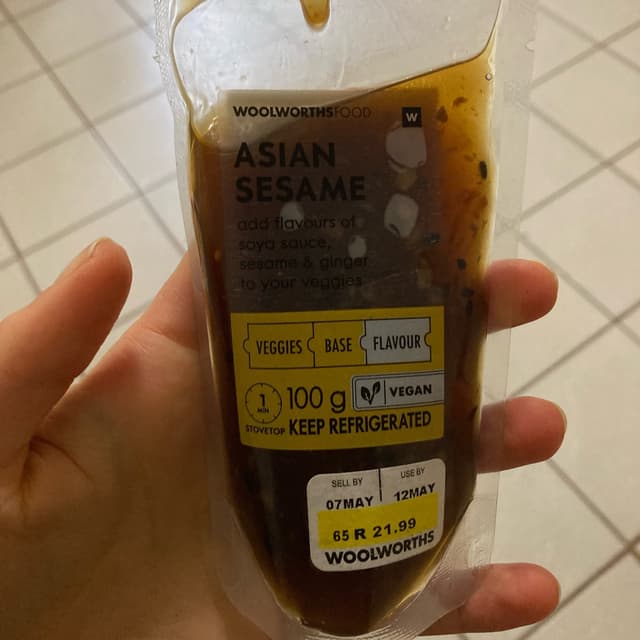 WOOLWORTHSFOOD W
ASIAN
SESAME
add flavours of
soya sauce,
sesame & ginger
to your veggies
VEGGIES BASE FLAVOUR
1
MIN
STOVETOP
100 g VEGAN
KEEP REFRIGERATED
SELL BY USE BY
07MAY 12MAY
65 R 21.99
WOOLWORTHS